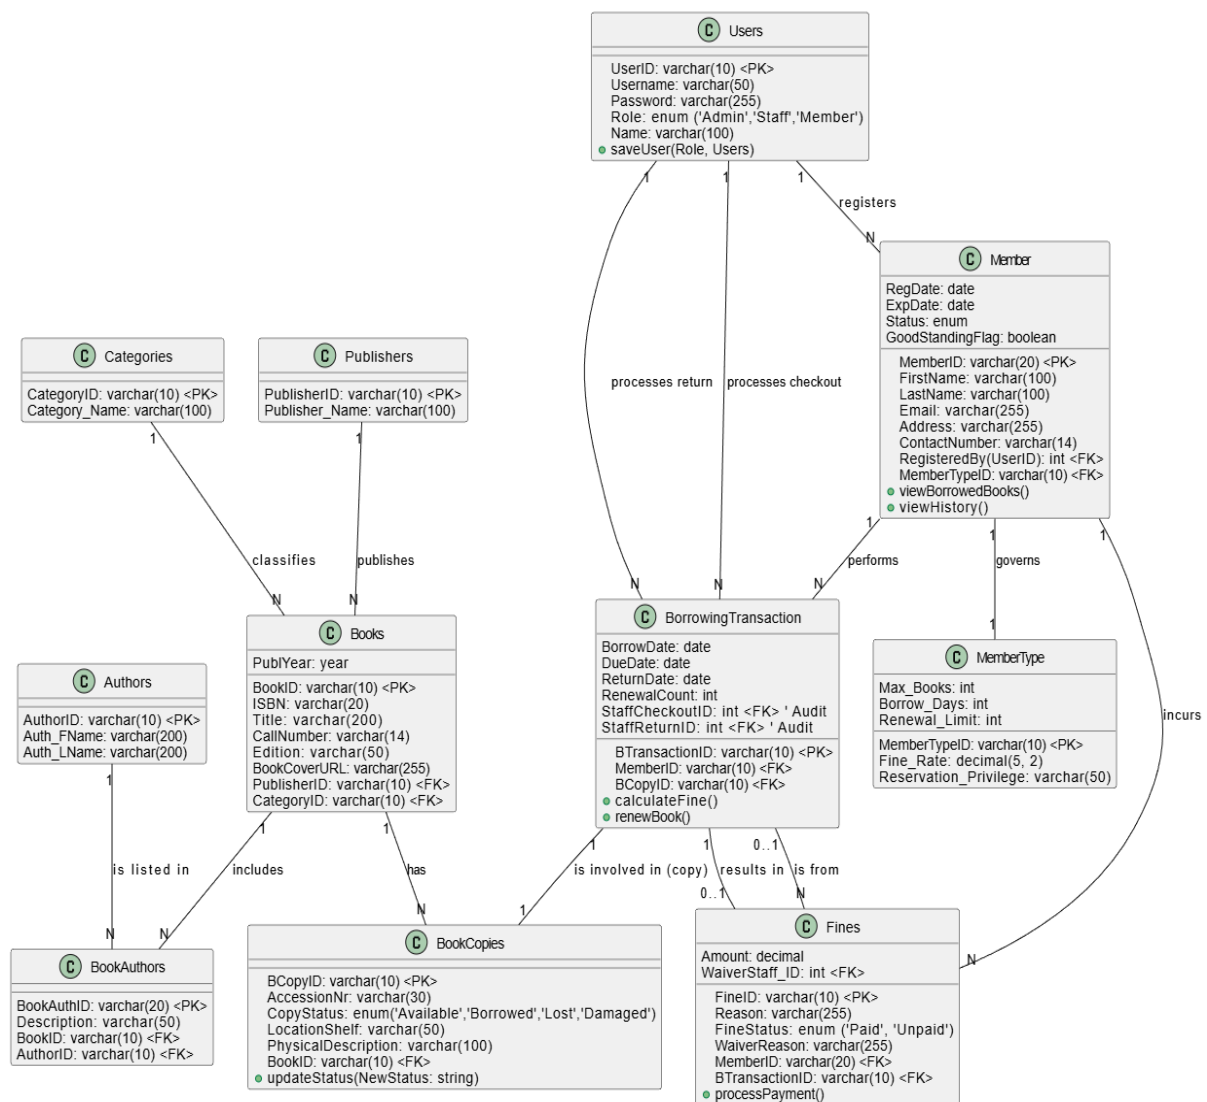 C Users
UserID: varchar(10) <PK>
Username: varchar(50)
Password: varchar(255)
Role: enum ('Admin','Staff','Member')
Name: varchar(100)
saveUser(Role, Users)
1
1
1
registers
N
C Member
RegDate: date
ExpDate: date
Status: enum
GoodStandingFlag: boolean
MemberID: varchar(20) <PK>
FirstName: varchar(100)
LastName: varchar(100)
Email: varchar(255)
Address: varchar(255)
ContactNumber: varchar(14)
RegisteredBy(UserID): int <FK>
MemberTypeID: varchar(10) <FK>
viewBorrowedBooks()
viewHistory()
C Categories
CategoryID: varchar(10) <PK>
Category_Name: varchar(100)
C Publishers
PublisherID: varchar(10) <PK>
Publisher_Name: varchar(100)
processes return
processes checkout
1
1
classifies
publishes
N
N
N
N
1
performs
N
1
governs
1
1
incurs
N
C Books
PublYear: year
BookID: varchar(10) <PK>
ISBN: varchar(20)
Title: varchar(200)
CallNumber: varchar(14)
Edition: varchar(50)
BookCoverURL: varchar(255)
PublisherID: varchar(10) <FK>
CategoryID: varchar(10) <FK>
C BorrowingTransaction
BorrowDate: date
DueDate: date
ReturnDate: date
RenewalCount: int
StaffCheckoutID: int <FK> ' Audit
StaffReturnID: int <FK> ' Audit
BTransactionID: varchar(10) <PK>
MemberID: varchar(10) <FK>
BCopyID: varchar(10) <FK>
calculateFine()
renewBook()
C MemberType
Max_Books: int
Borrow_Days: int
Renewal_Limit: int
MemberTypeID: varchar(10) <PK>
Fine_Rate: decimal(5, 2)
Reservation_Privilege: varchar(50)
C Authors
AuthorID: varchar(10) <PK>
Auth_FName: varchar(200)
Auth_LName: varchar(200)
1
is listed in
N
1
includes
N
1
has
N
1
is involved in (copy)
1
1
results in
0..1
0..1
is from
N
C BookAuthors
BookAuthID: varchar(20) <PK>
Description: varchar(50)
BookID: varchar(10) <FK>
AuthorID: varchar(10) <FK>
C BookCopies
BCopyID: varchar(10) <PK>
AccessionNr: varchar(30)
CopyStatus: enum('Available','Borrowed','Lost','Damaged')
LocationShelf: varchar(50)
PhysicalDescription: varchar(100)
BookID: varchar(10) <FK>
updateStatus(NewStatus: string)
C Fines
Amount: decimal
WaiverStaff_ID: int <FK>
FineID: varchar(10) <PK>
Reason: varchar(255)
FineStatus: enum ('Paid', 'Unpaid')
WaiverReason: varchar(255)
MemberID: varchar(20) <FK>
BTransactionID: varchar(10) <FK>
processPayment()